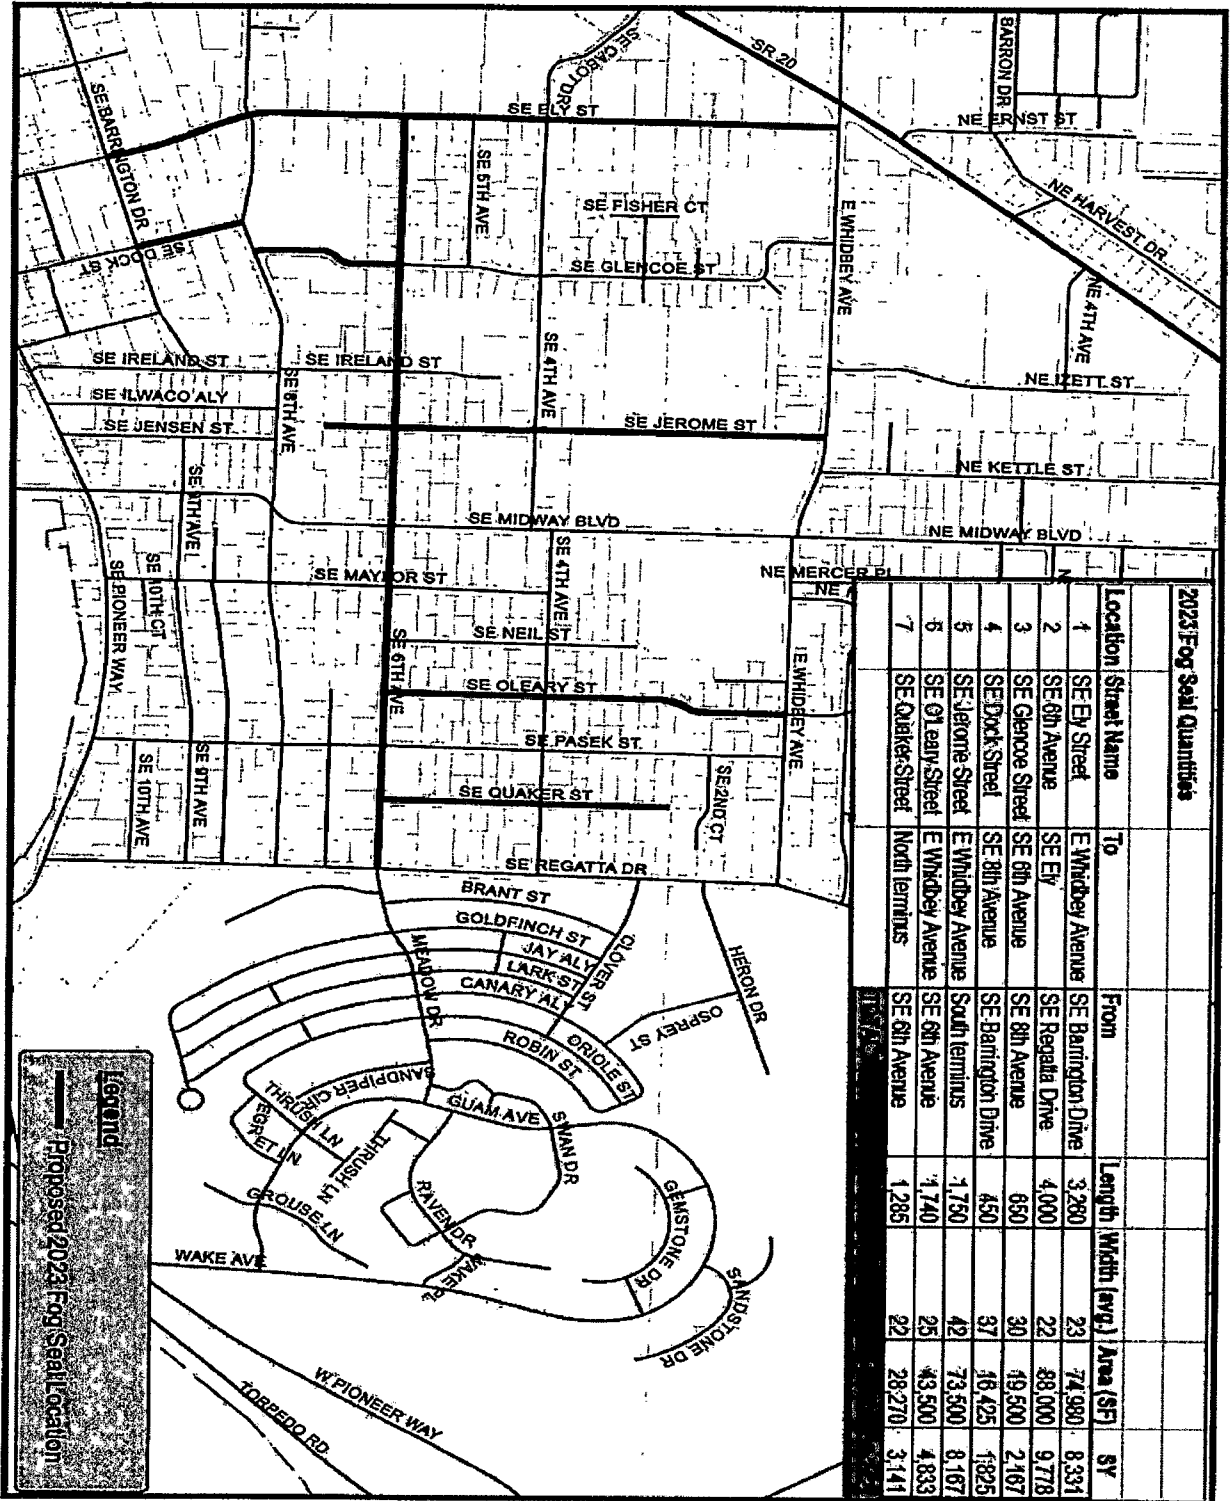 2023 Fog Seal Quantities
Location Street Name To From Length Width (avg.) Area (SF) SY
1 SE Ely Street E Whidbey Avenue SE Barrington Drive 3,260 23 74,980 8,331
2 SE 6th Avenue SE Ely SE Regatta Drive 4,000 22 88,000 9,778
3 SE Glencoe Street SE 6th Avenue SE 8th Avenue 650 30 19,500 2,167
4 SE Dock Street SE 8th Avenue SE Barrington Drive 450 37 16,425 1,825
5 SE Jerome Street E Whidbey Avenue South terminus 1,750 42 73,500 8,167
6 SE O'Leary Street E Whidbey Avenue SE 6th Avenue 1,740 25 43,500 4,833
7 SE Quaker Street North terminus SE 6th Avenue 1,285 22 28,270 3,141
SE CABOT DR
SR 20
BARRON DR
NE ERNST ST
NE HARVEST DR
SE ELY ST
SE BARRINGTON DR
SE 5TH AVE
SE FISHER CT
E WHIDBEY AVE
SE DOCK ST
SE GLENCOE ST
NE 4TH AVE
SE IRELAND ST
SE IRELAND ST
SE 4TH AVE
NE IZETT ST
SE ILWACO ALY
SE 8TH AVE
SE JENSEN ST
SE JEROME ST
NE KETTLE ST
SE 9TH AVE
SE MIDWAY BLVD
NE MIDWAY BLVD
SE 10TH CT
SE PIONEER WAY
SE MAYLOR ST
SE 4TH AVE
NE MERCER PL
NE
N
SE NEIL ST
SE 6TH AVE
SE OLEARY ST
E WHIDBEY AVE
SE PASEK ST
SE 10TH AVE
SE 9TH AVE
SE QUAKER ST
SE 2ND CT
SE REGATTA DR
BRANT ST
GOLDFINCH ST
JAY ALY
LARK ST
CANARY ALY
CLOVER ST
HERON DR
MEADOW DR
OSPREY ST
ROBIN ST
ORIOLE ST
SANDPIPER CIR
THRUSH LN
EGRET LN
THRUSH LN
GUAM AVE
SWAN DR
GROUSE LN
RAVEN DR
GEMSTONE DR
WAKE AVE
WAKE PL
SANDSTONE DR
W PIONEER WAY
TORPEDO RD
Legend
Proposed 2023 Fog Seal Location